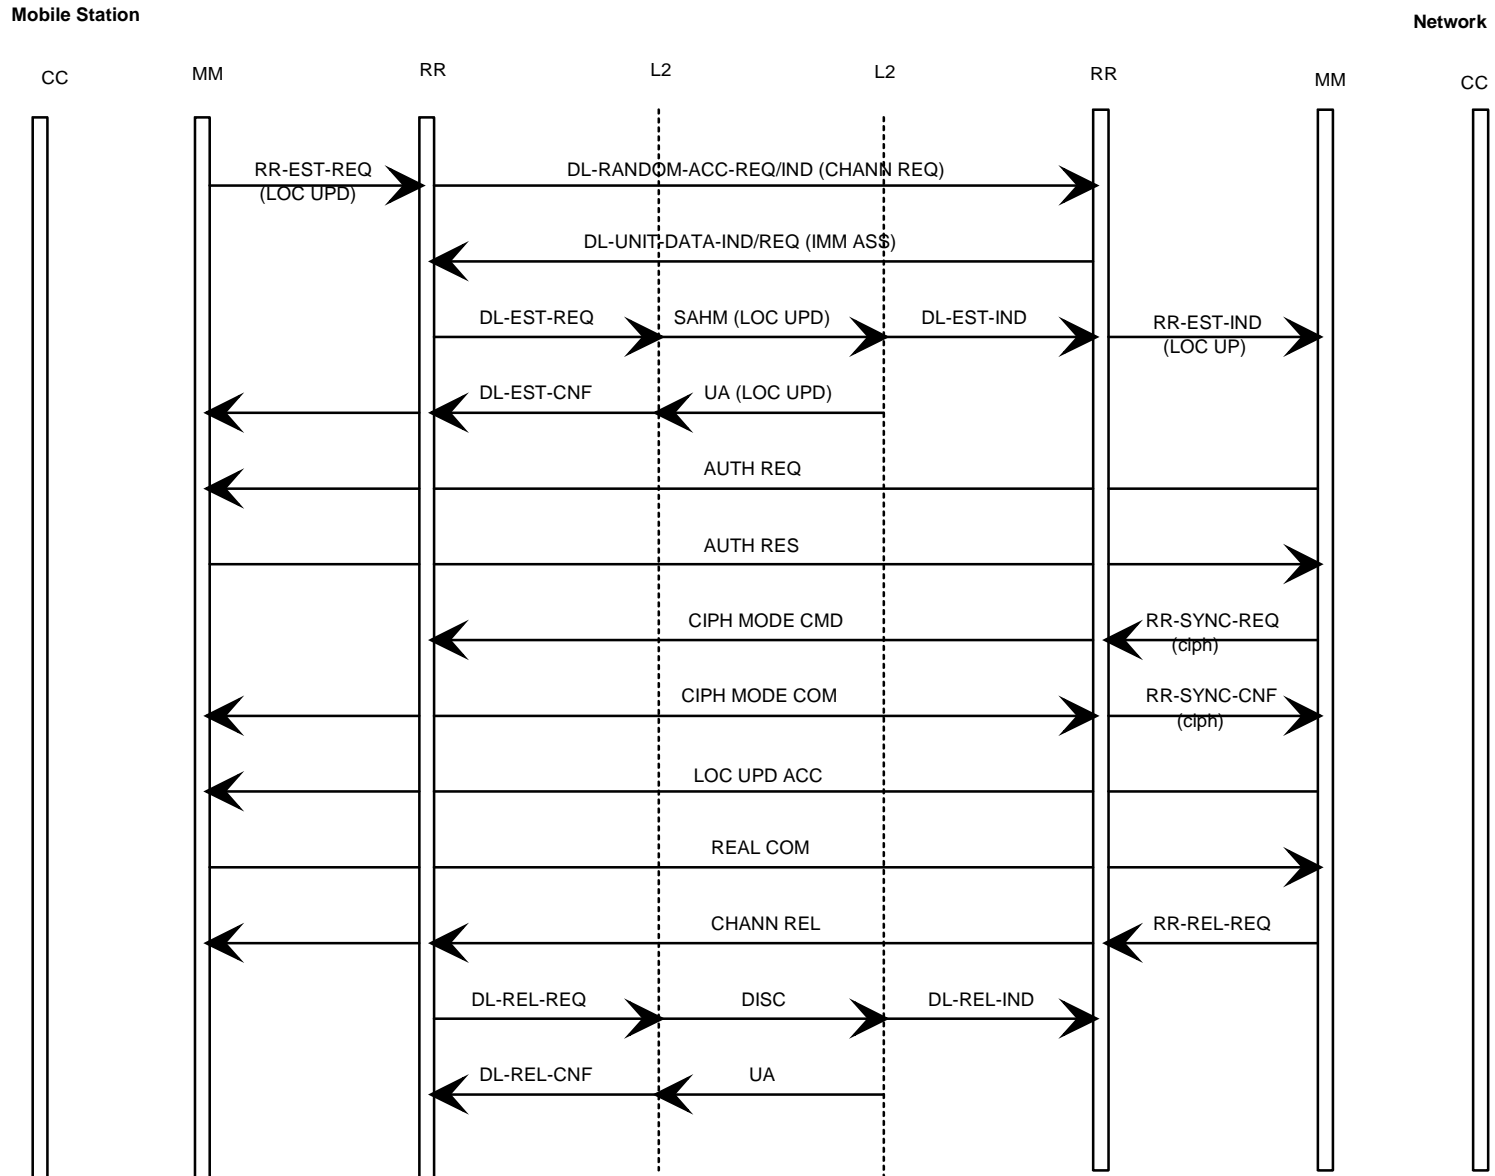 Mobile Station
Network
CC
MM
RR
L2
L2
RR
MM
CC
RR-EST-REQ
(LOC UPD)
DL-RANDOM-ACC-REQ/IND (CHANN REQ)
DL-UNIT-DATA-IND/REQ (IMM ASS)
DL-EST-REQ
SAHM (LOC UPD)
DL-EST-IND
RR-EST-IND
(LOC UP)
DL-EST-CNF
UA (LOC UPD)
AUTH REQ
AUTH RES
CIPH MODE CMD
RR-SYNC-REQ
(ciph)
CIPH MODE COM
RR-SYNC-CNF
(ciph)
LOC UPD ACC
REAL COM
CHANN REL
RR-REL-REQ
DL-REL-REQ
DISC
DL-REL-IND
DL-REL-CNF
UA